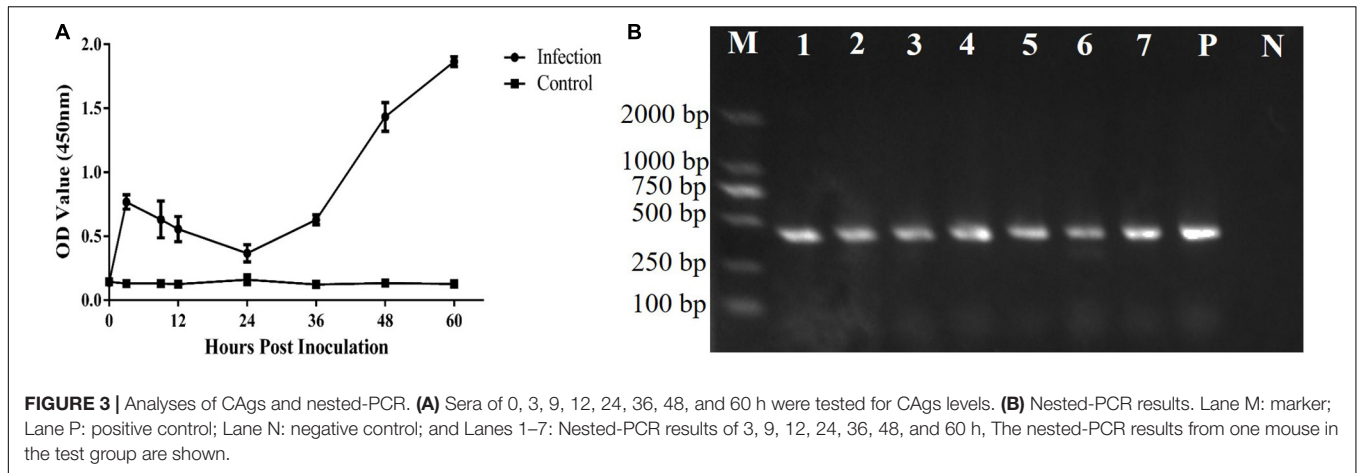 A
2.0
1.5
1.0
0.5
0.0
OD Value (450nm)
0 12 24 36 48 60
Hours Post Inoculation
Infection
Control
B
M 1 2 3 4 5 6 7 P N
2000 bp
1000 bp
750 bp
500 bp
250 bp
100 bp
FIGURE 3 | Analyses of CAgs and nested-PCR. (A) Sera of 0, 3, 9, 12, 24, 36, 48, and 60 h were tested for CAgs levels. (B) Nested-PCR results. Lane M: marker;
Lane P: positive control; Lane N: negative control; and Lanes 1–7: Nested-PCR results of 3, 9, 12, 24, 36, 48, and 60 h, The nested-PCR results from one mouse in
the test group are shown.